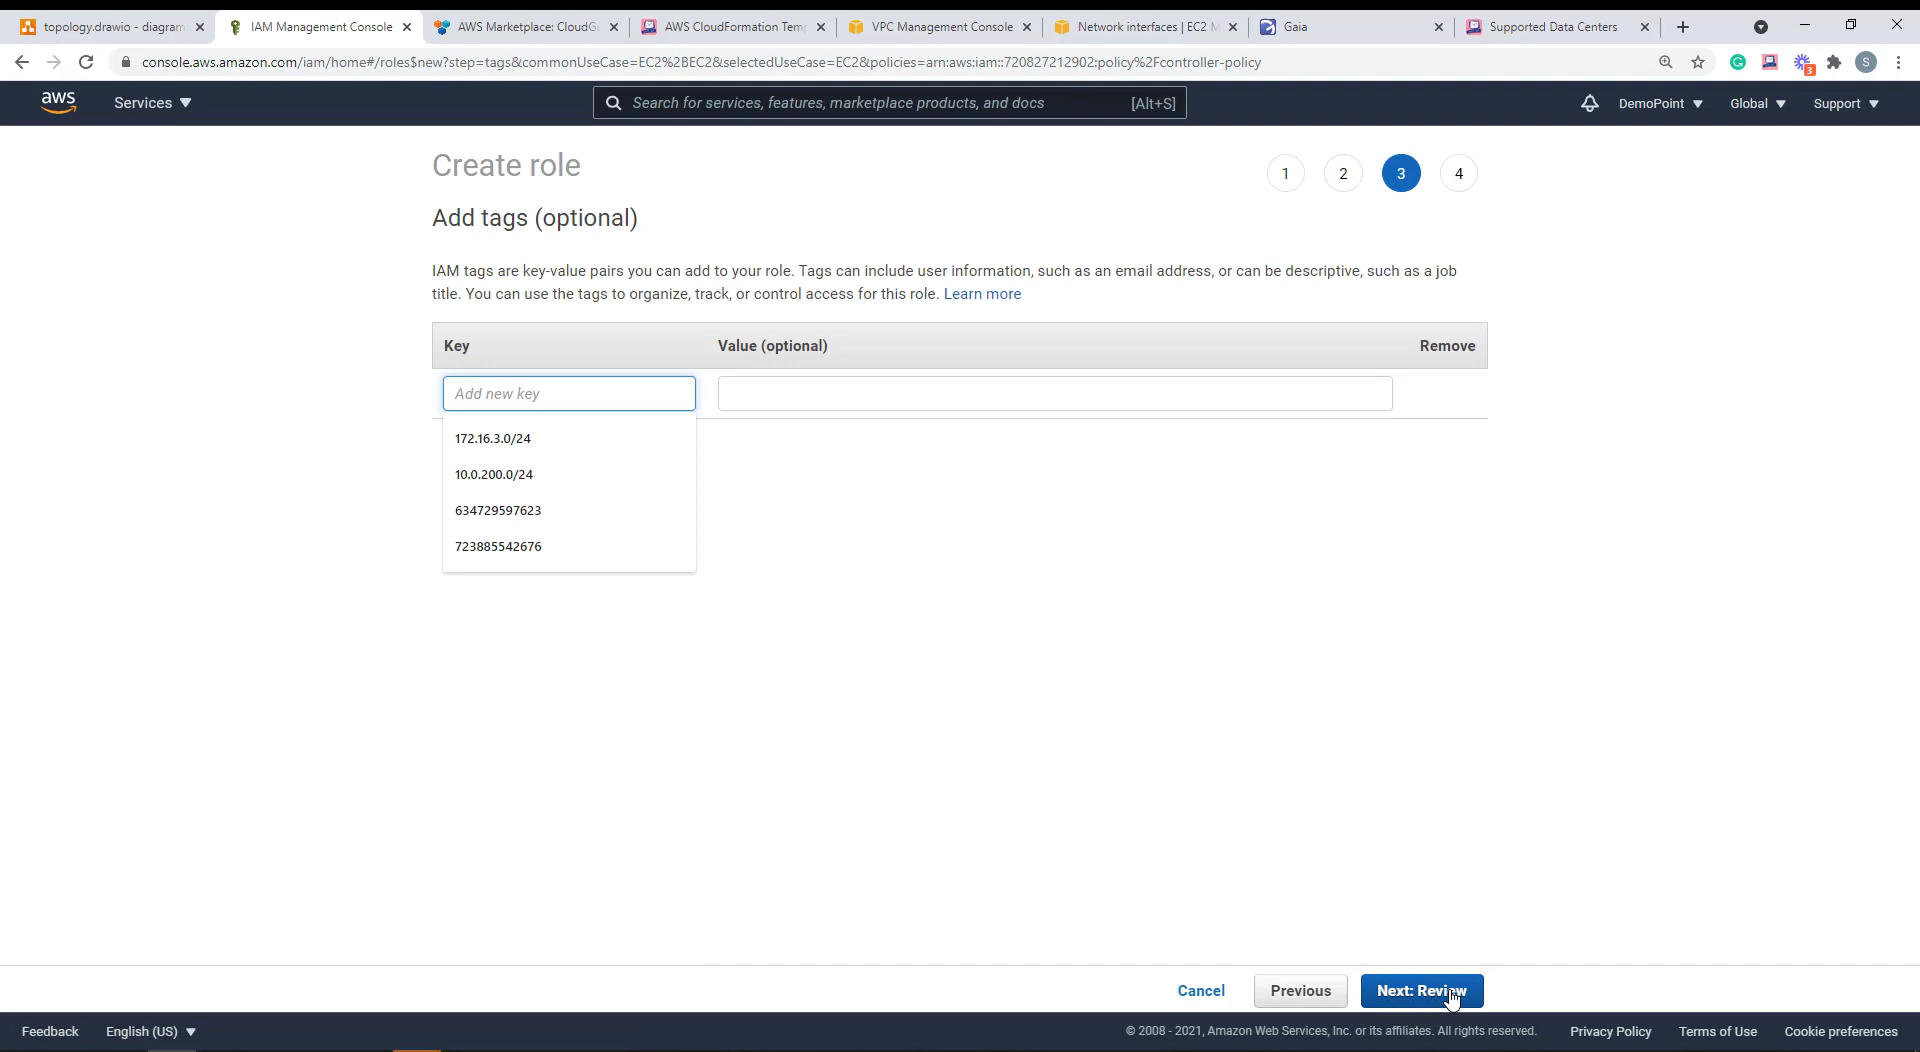 topology.drawio - diagram
IAM Management Console
AWS Marketplace: CloudG
AWS CloudFormation Temp
VPC Management Console
Network interfaces | EC2 M
Gaia
Supported Data Centers
console.aws.amazon.com/iam/home#/roles$new?step=tags&commonUseCase=EC2%2BEC2&selectedUseCase=EC2&policies=arn:aws:iam::720827212902:policy%2Fcontroller-policy
3
S
aws
Services
Search for services, features, marketplace products, and docs
[Alt+S]
DemoPoint
Global
Support
Create role
1
2
3
4
Add tags (optional)
IAM tags are key-value pairs you can add to your role. Tags can include user information, such as an email address, or can be descriptive, such as a job
title. You can use the tags to organize, track, or control access for this role. Learn more
Key
Value (optional)
Remove
Add new key
172.16.3.0/24
10.0.200.0/24
634729597623
723885542676
Cancel
Previous
Next: Review
Feedback
English (US)
© 2008 - 2021, Amazon Web Services, Inc. or its affiliates. All rights reserved.
Privacy Policy
Terms of Use
Cookie preferences